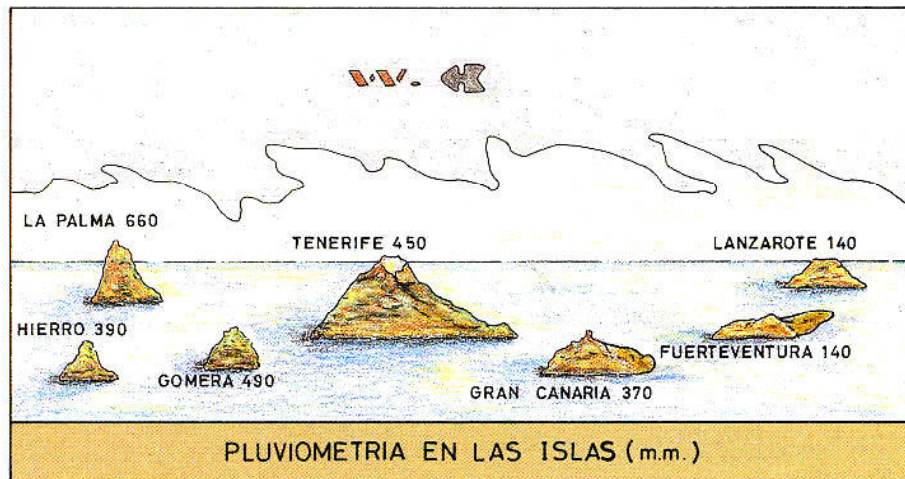 LA PALMA 660
TENERIFE 450
LANZAROTE 140
HIERRO 390
GOMERA 490
GRAN CANARIA 370
FUERTEVENTURA 140
PLUVIOMETRIA EN LAS ISLAS (m.m.)